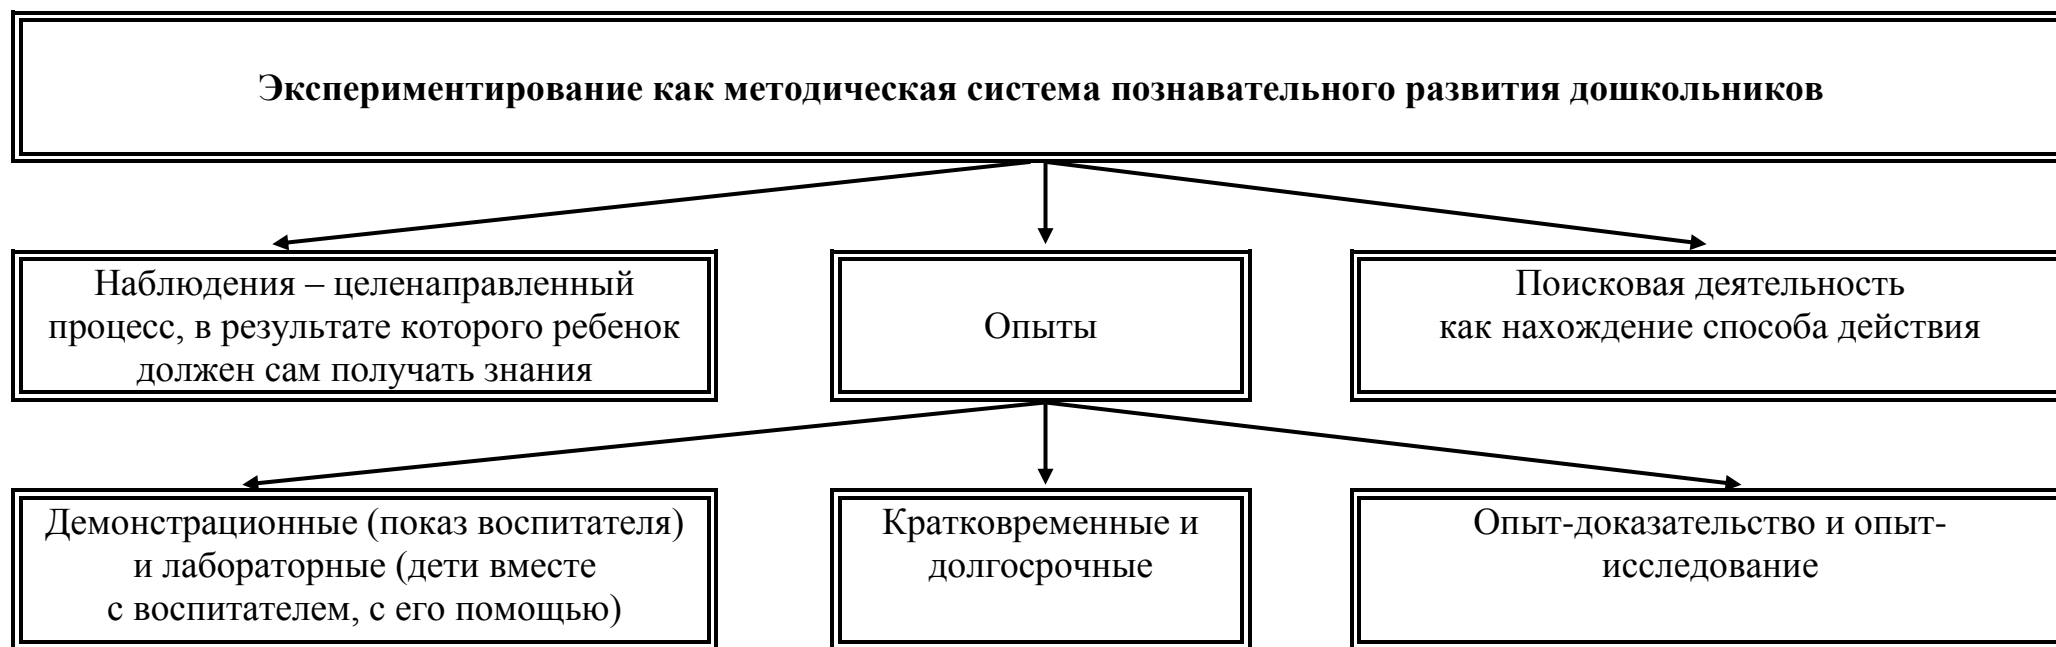 Экспериментирование как методическая система познавательного развития дошкольников
Наблюдения – целенаправленный
процесс, в результате которого ребенок
должен сам получать знания
Опыты
Поисковая деятельность
как нахождение способа действия
Демонстрационные (показ воспитателя)
и лабораторные (дети вместе
с воспитателем, с его помощью)
Кратковременные и
долгосрочные
Опыт-доказательство и опыт-
исследование